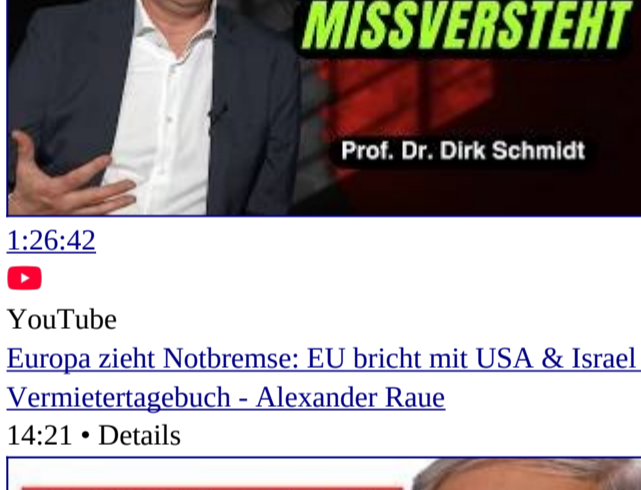 MISSVERSTEHT
Prof. Dr. Dirk Schmidt
1:26:42
YouTube
Europa zieht Notbremse: EU bricht mit USA & Israel
Vermietertagebuch - Alexander Raue
14:21 • Details